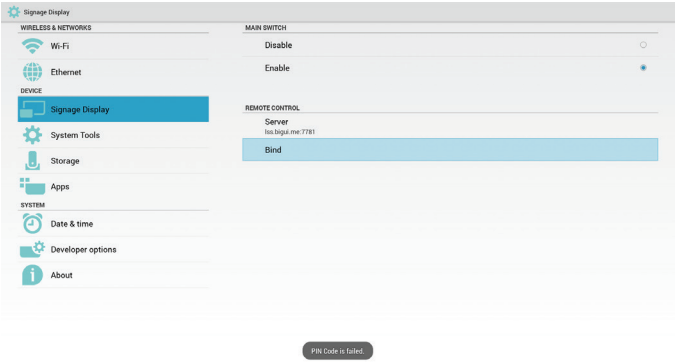 Signage Display
WIRELESS & NETWORKS
Wi-Fi
Ethernet
DEVICE
Signage Display
System Tools
Storage
Apps
SYSTEM
Date & time
Developer options
About
MAIN SWITCH
Disable
Enable
REMOTE CONTROL
Server
lss.bigui.me:7781
Bind
PIN Code is failed.